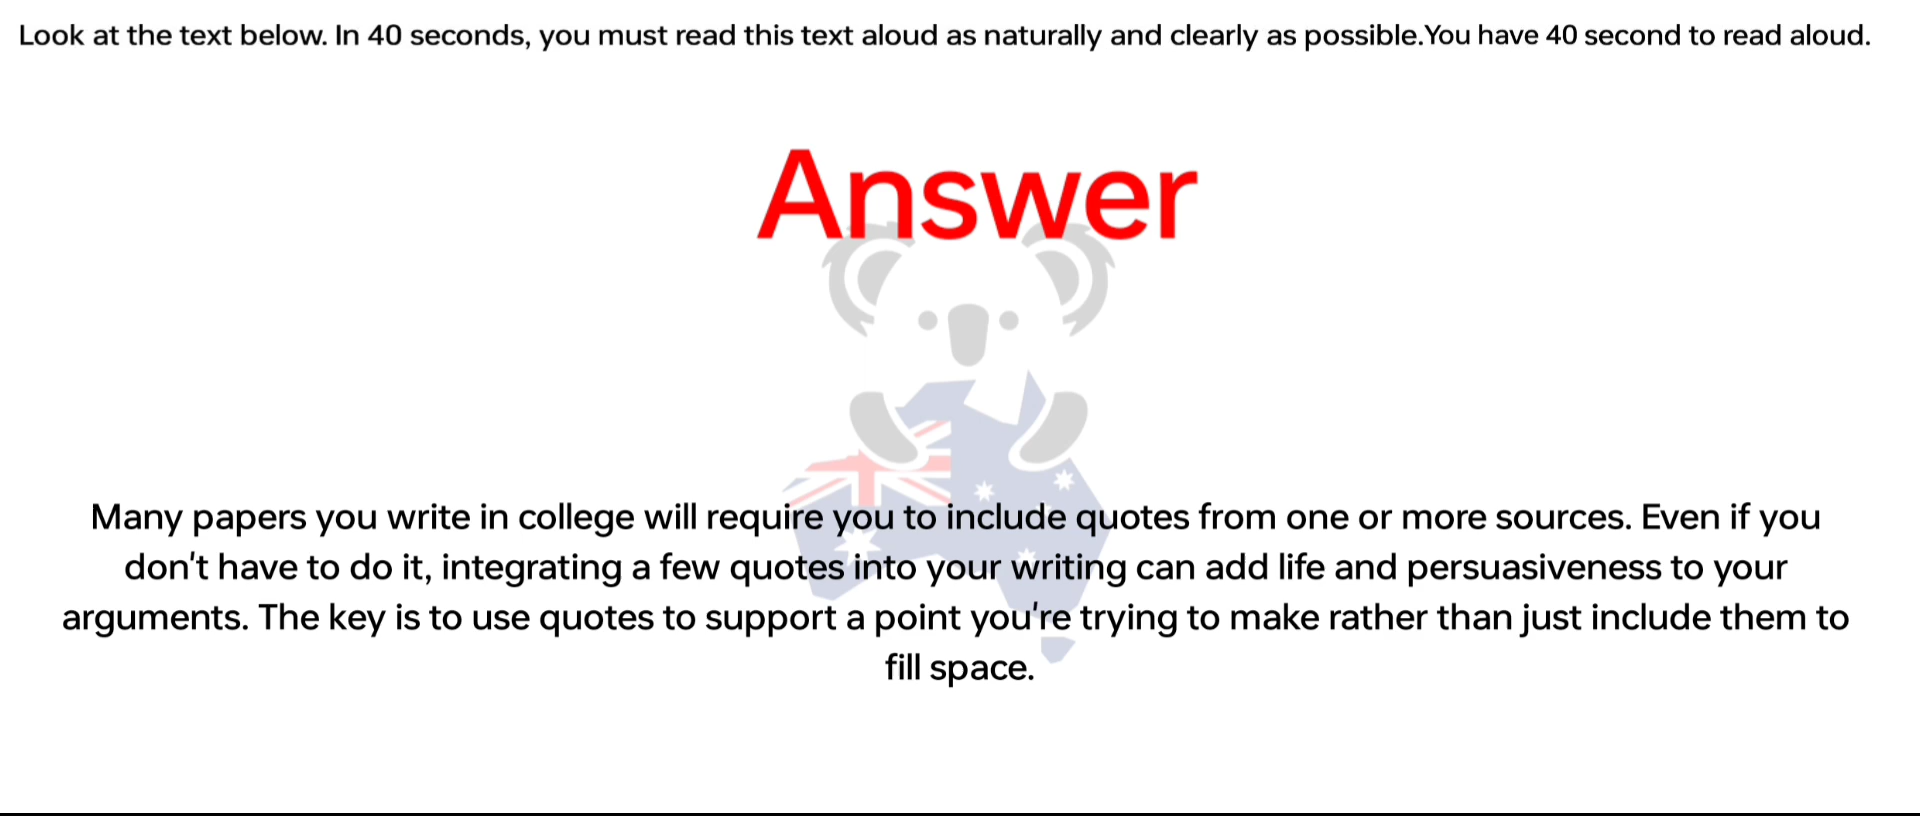 Look at the text below. In 40 seconds, you must read this text aloud as naturally and clearly as possible.You have 40 second to read aloud.
Answer
Many papers you write in college will require you to include quotes from one or more sources. Even if you
don't have to do it, integrating a few quotes into your writing can add life and persuasiveness to your
arguments. The key is to use quotes to support a point you're trying to make rather than just include them to
fill space.